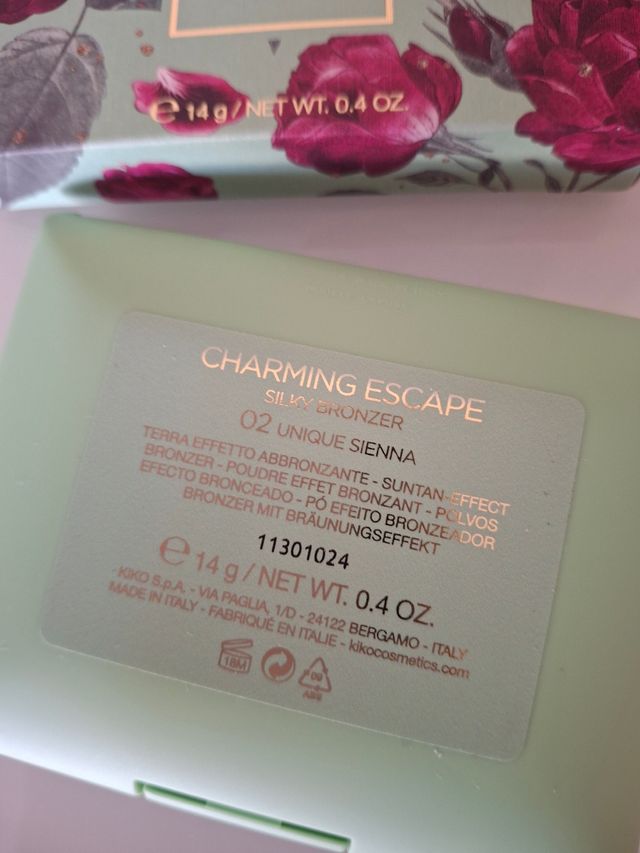 e 14 g / NET WT. 0.4 OZ.
CHARMING ESCAPE
SILKY BRONZER
02 UNIQUE SIENNA
TERRA EFFETTO ABBRONZANTE - SUNTAN-EFFECT
BRONZER - POUDRE EFFET BRONZANT - POLVOS
EFECTO BRONCEADO - PÓ EFEITO BRONZEADOR
BRONZER MIT BRÄUNUNGSEFFEKT
11301024
e 14 g / NET WT. 0.4 OZ.
KIKO S.p.A. - VIA PAGLIA, 1/D - 24122 BERGAMO - ITALY
MADE IN ITALY - FABRIQUÉ EN ITALIE - kikocosmetics.com
18M
09
ABS